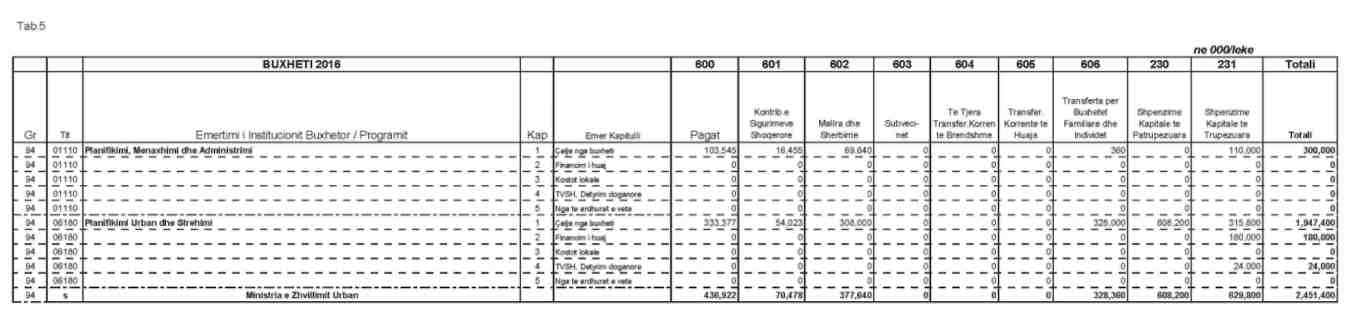 Tab.5
ne 000/leke
BUXHETI 2016 600 601 602 603 604 605 606 230 231 Totali
Gr Tit Emertimi i Institucionit Buxhetor / Programit Kap Emer Kapitulli Pagat Kontrib.e Sigurimeve Shoqerore Mallra dhe Sherbime Subveci-net Te Tjera Transfer.Korren te Brendshme Transfer. Korrente te Huaja Transferta per Buxhetet Familiare dhe Individet Shpenzime Kapitale te Patrupezuara Shpenzime Kapitale te Trupezuara Totali
94 01110 Planifikimi, Menaxhimi dhe Administrimi 1 Çelje nga buxheti 103,545 16,455 69,640 0 0 0 360 0 110,000 300,000
94 01110 2 Financim i huaj 0 0 0 0 0 0 0 0 0 0
94 01110 3 Kostot lokale 0 0 0 0 0 0 0 0 0 0
94 01110 4 TVSH, Detyrim doganore 0 0 0 0 0 0 0 0 0 0
94 01110 5 Nga te ardhurat e veta 0 0 0 0 0 0 0 0 0 0
94 06180 Planifikimi Urban dhe Strehimi 1 Çelje nga buxheti 333,377 54,023 308,000 0 0 0 328,000 608,200 315,800 1,947,400
94 06180 2 Financim i huaj 0 0 0 0 0 0 0 0 180,000 180,000
94 06180 3 Kostot lokale 0 0 0 0 0 0 0 0 0 0
94 06180 4 TVSH, Detyrim doganore 0 0 0 0 0 0 0 0 24,000 24,000
94 06180 5 Nga te ardhurat e veta 0 0 0 0 0 0 0 0 0 0
94 s Ministria e Zhvillimit Urban 436,922 70,478 377,640 0 0 0 328,360 608,200 629,800 2,451,400